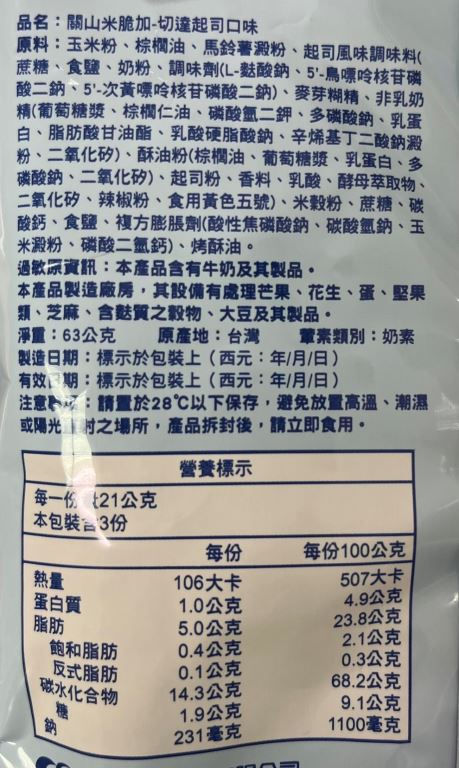 品名：關山米脆加-切達起司口味
原料：玉米粉、棕櫚油、馬鈴薯澱粉、起司風味調味料(
蔗糖、食鹽、奶粉、調味劑(L-麩酸鈉、5'-鳥嘌呤核苷磷
酸二鈉、5'-次黃嘌呤核苷磷酸二鈉)、麥芽糊精、非乳奶
精(葡萄糖漿、棕櫚仁油、磷酸氫二鉀、多磷酸鈉、乳蛋
白、脂肪酸甘油酯、乳酸硬脂酸鈉、辛烯基丁二酸鈉澱
粉、二氧化矽)、酥油粉(棕櫚油、葡萄糖漿、乳蛋白、多
磷酸鈉、二氧化矽)、起司粉、香料、乳酸、酵母萃取物、
二氧化矽、辣椒粉、食用黃色五號)、米穀粉、蔗糖、碳
酸鈣、食鹽、複方膨脹劑(酸性焦磷酸鈉、碳酸氫鈉、玉
米澱粉、磷酸二氫鈣)、烤酥油。
過敏原資訊：本產品含有牛奶及其製品。
本產品製造廠房，其設備有處理芒果、花生、蛋、堅果
類、芝麻、含麩質之穀物、大豆及其製品。
淨重：63公克 原產地：台灣 葷素類別：奶素
製造日期：標示於包裝上（西元：年/月/日）
有效日期：標示於包裝上（西元：年/月/日）
注意：請置於28℃以下保存，避免放置高溫、潮濕
或陽光射之場所，產品拆封後，請立即食用。
營養標示
每一份21公克
本包裝含3份
每份 每份100公克
熱量 106大卡 507大卡
蛋白質 1.0公克 4.9公克
脂肪 5.0公克 23.8公克
飽和脂肪 0.4公克 2.1公克
反式脂肪 0.1公克 0.3公克
碳水化合物 14.3公克 68.2公克
糖 1.9公克 9.1公克
鈉 231毫克 1100毫克